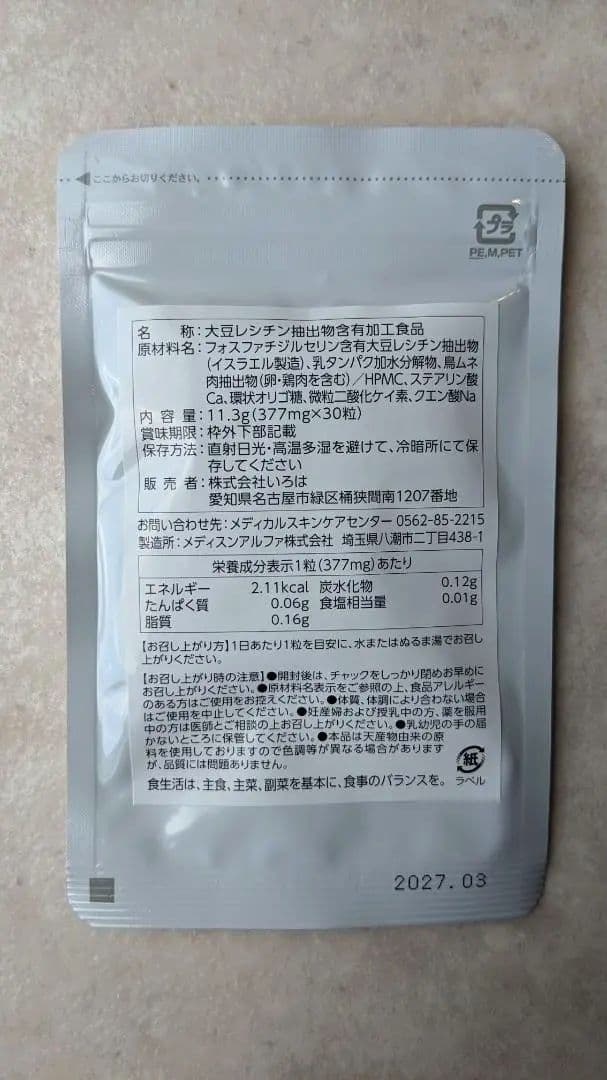 ここからお切りください。
プラ
PE,M,PET
名称：大豆レシチン抽出物含有加工食品
原材料名：フォスファチジルセリン含有大豆レシチン抽出物
(イスラエル製造)、乳タンパク加水分解物、鳥ムネ
肉抽出物(卵・鶏肉を含む)／HPMC、ステアリン酸
Ca、環状オリゴ糖、微粒二酸化ケイ素、クエン酸Na
内容量：11.3g(377mg×30粒)
賞味期限：枠外下部記載
保存方法：直射日光・高温多湿を避けて、冷暗所にて保
存してください
販売者：株式会社いろは
愛知県名古屋市緑区桶狭間南1207番地
お問い合わせ先：メディカルスキンケアセンター 0562-85-2215
製造所：メディスンアルファ株式会社 埼玉県八潮市二丁目438-1
栄養成分表示1粒(377mg)あたり
エネルギー 2.11kcal 炭水化物 0.12g
たんぱく質 0.06g 食塩相当量 0.01g
脂質 0.16g
【お召し上がり方】1日あたり1粒を目安に、水またはぬるま湯でお召し
上がりください。
【お召し上がり時の注意】●開封後は、チャックをしっかり閉めお早めに
お召し上がりください。●原材料名表示をご参照の上、食品アレルギー
のある方はご使用をお控えください。●体質、体調により合わない場合
はご使用を中止してください。●妊産婦および授乳中の方、薬を服用
中の方は医師とご相談の上お召し上がりください。●乳幼児の手の届
かないところに保管してください。●本品は天産物由来の原
料を使用しておりますので色調等が異なる場合があります
が、品質には問題ありません。
紙
ラベル
食生活は、主食、主菜、副菜を基本に、食事のバランスを。
2027.03